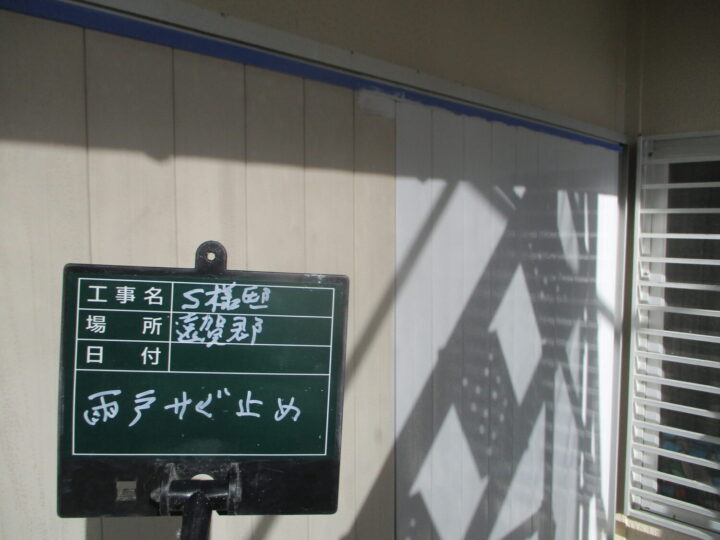 工事名 S様邸
場所 遠賀郡
日付
雨戸サビ止め